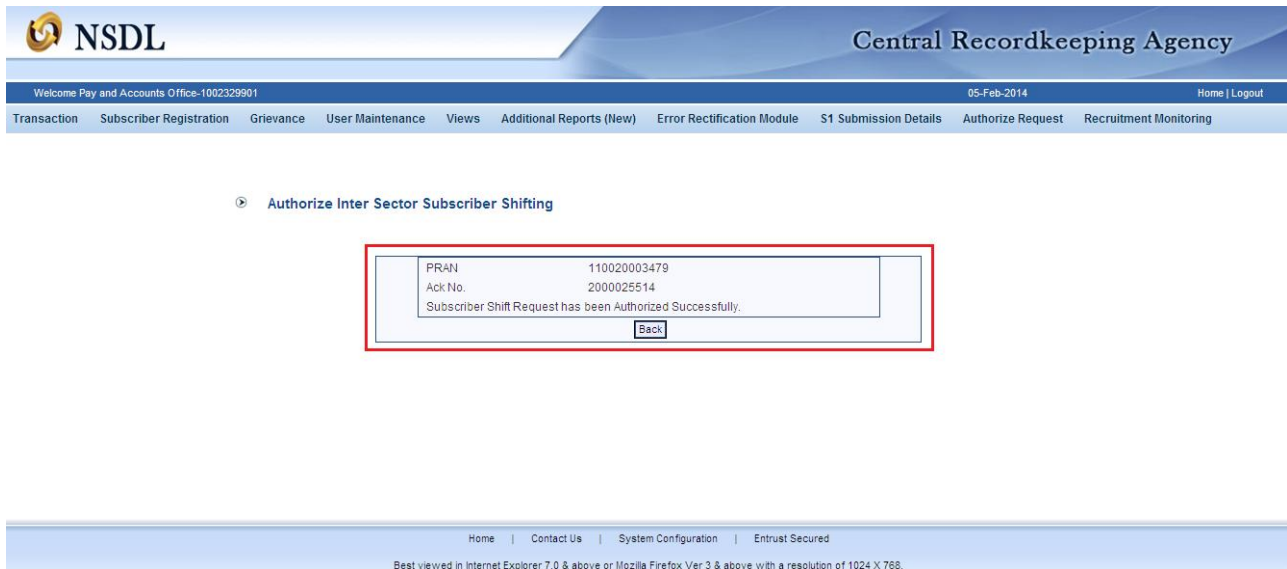 NSDL
Central Recordkeeping Agency
Welcome Pay and Accounts Office-1002329901 05-Feb-2014 Home | Logout
Transaction Subscriber Registration Grievance User Maintenance Views Additional Reports (New) Error Rectification Module S1 Submission Details Authorize Request Recruitment Monitoring
Authorize Inter Sector Subscriber Shifting
PRAN 110020003479
Ack No. 2000025514
Subscriber Shift Request has been Authorized Successfully.
Back
Home | Contact Us | System Configuration | Entrust Secured
Best viewed in Internet Explorer 7.0 & above or Mozilla Firefox Ver 3 & above with a resolution of 1024 X 768.